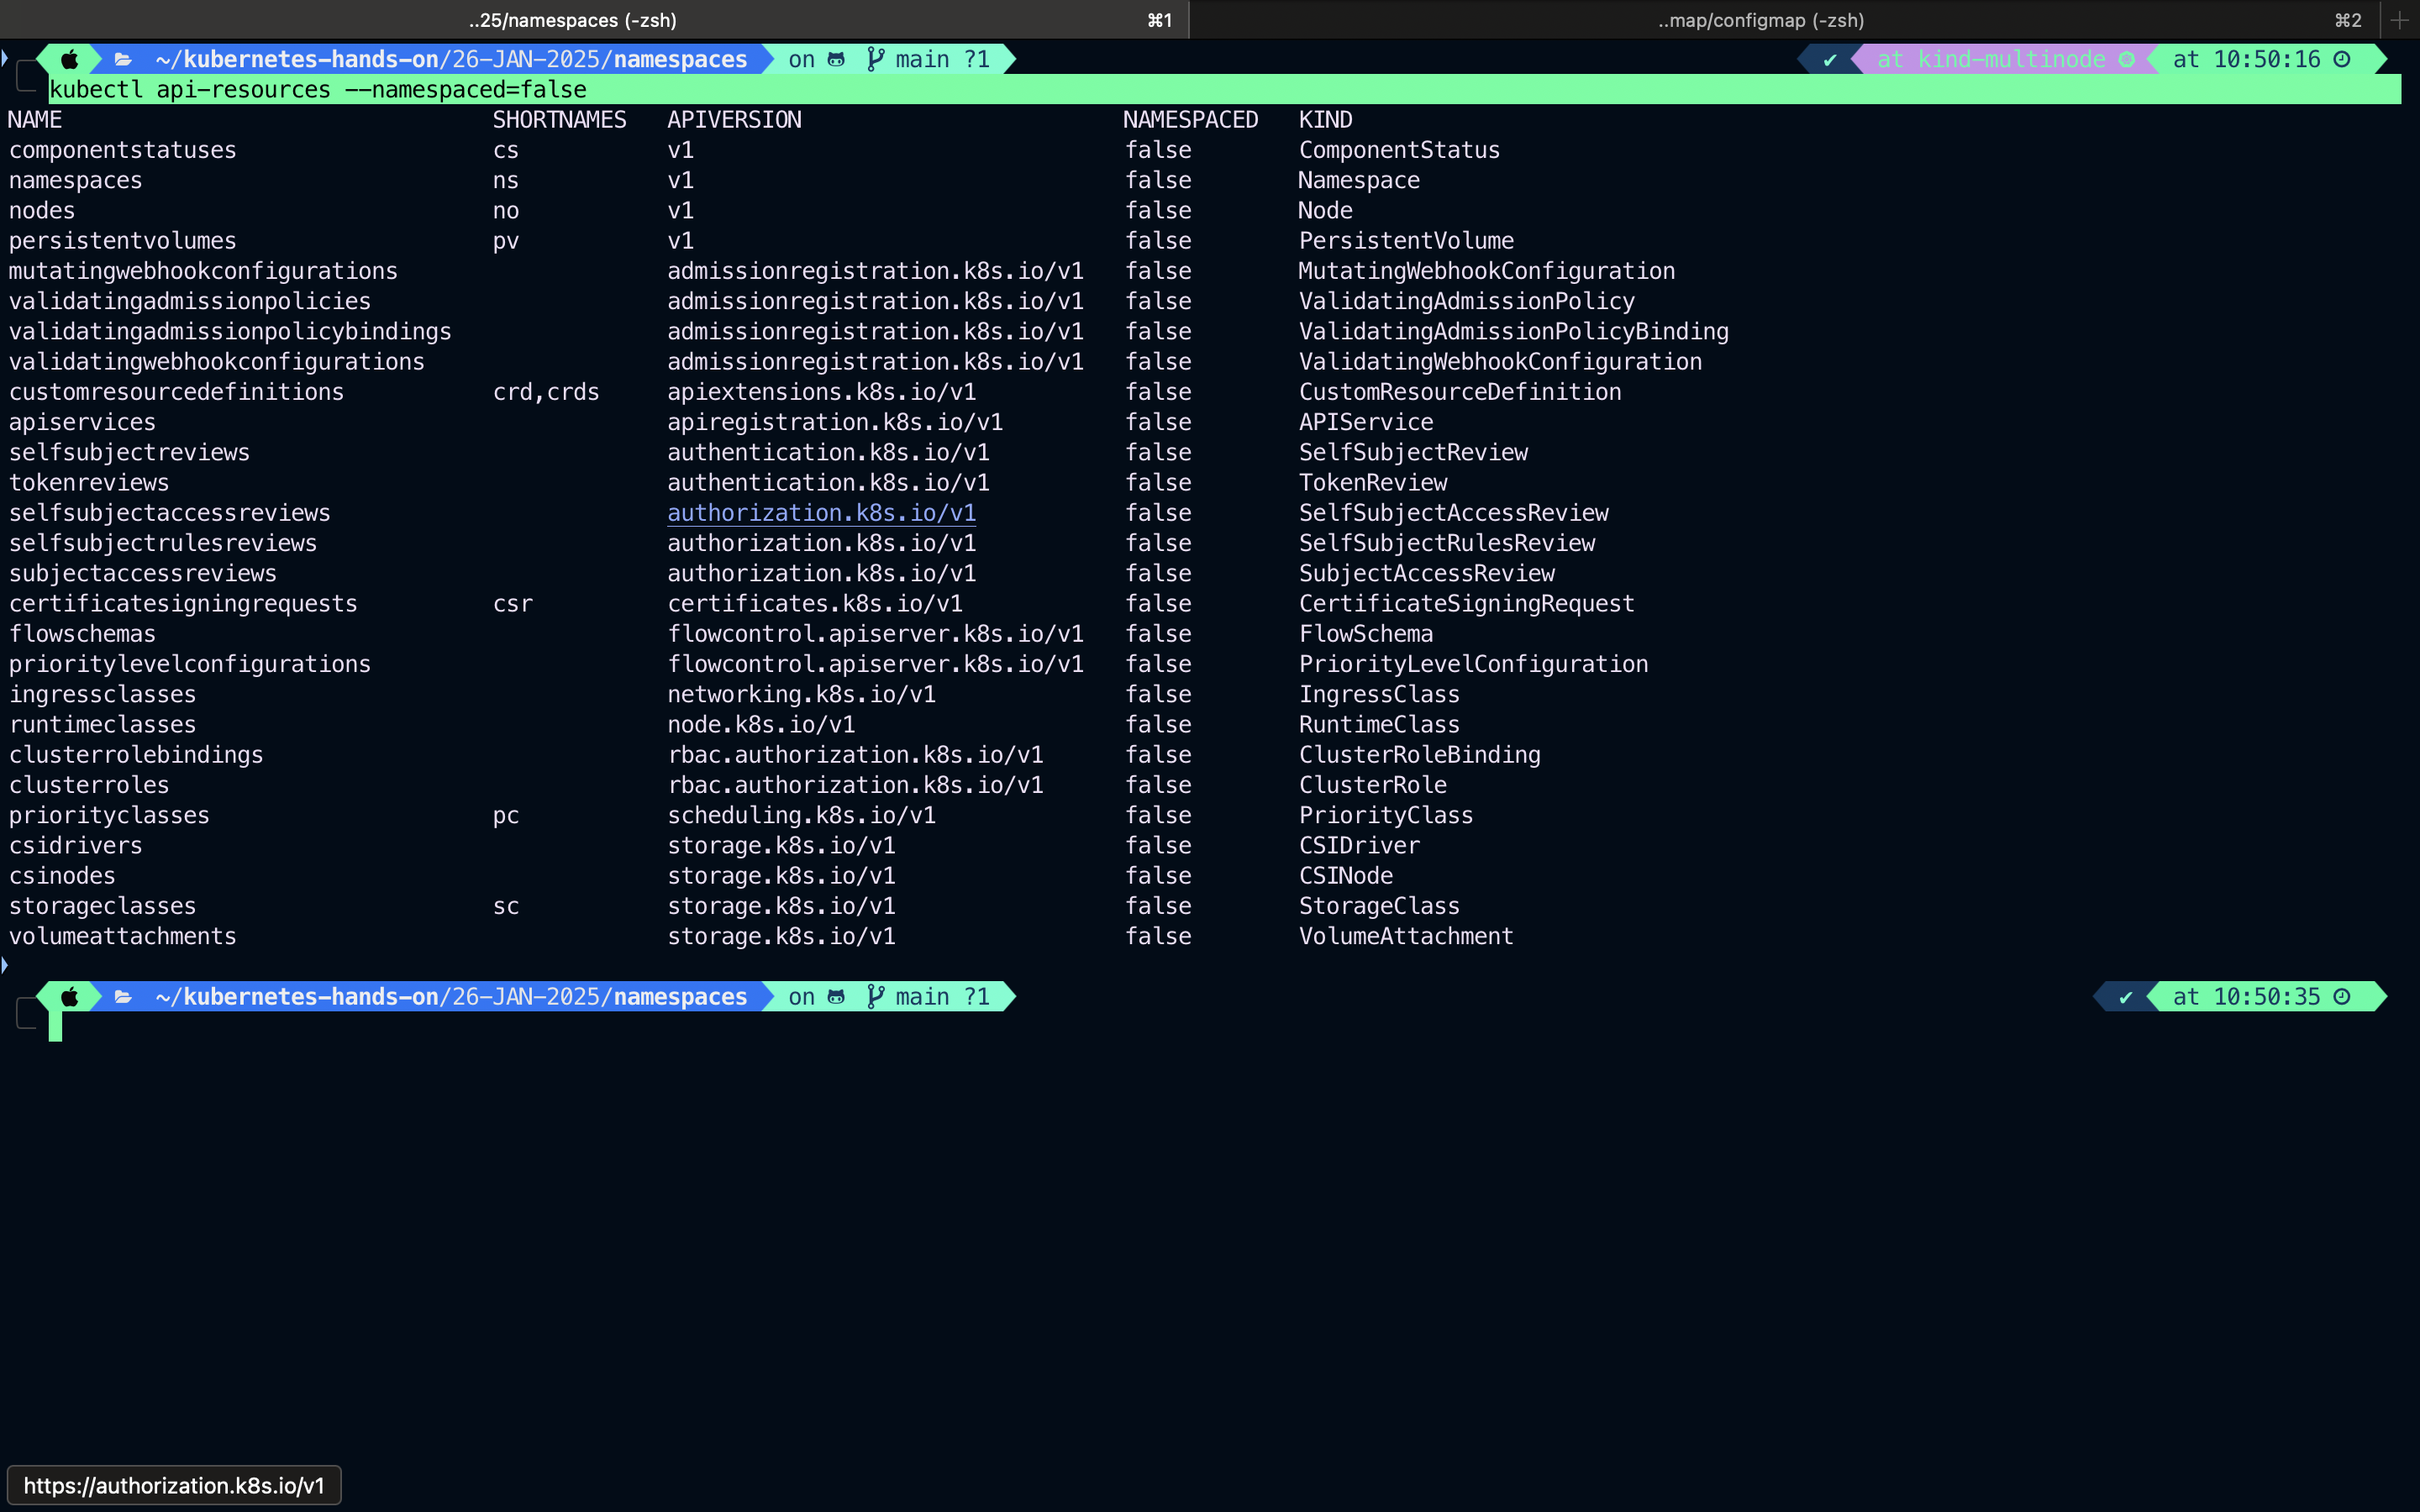 ..25/namespaces (-zsh) ⌘1 ..map/configmap (-zsh) ⌘2
~/kubernetes-hands-on/26-JAN-2025/namespaces on main ?1 ✔ at kind-multinode at 10:50:16
kubectl api-resources --namespaced=false
NAME SHORTNAMES APIVERSION NAMESPACED KIND
componentstatuses cs v1 false ComponentStatus
namespaces ns v1 false Namespace
nodes no v1 false Node
persistentvolumes pv v1 false PersistentVolume
mutatingwebhookconfigurations admissionregistration.k8s.io/v1 false MutatingWebhookConfiguration
validatingadmissionpolicies admissionregistration.k8s.io/v1 false ValidatingAdmissionPolicy
validatingadmissionpolicybindings admissionregistration.k8s.io/v1 false ValidatingAdmissionPolicyBinding
validatingwebhookconfigurations admissionregistration.k8s.io/v1 false ValidatingWebhookConfiguration
customresourcedefinitions crd,crds apiextensions.k8s.io/v1 false CustomResourceDefinition
apiservices apiregistration.k8s.io/v1 false APIService
selfsubjectreviews authentication.k8s.io/v1 false SelfSubjectReview
tokenreviews authentication.k8s.io/v1 false TokenReview
selfsubjectaccessreviews authorization.k8s.io/v1 false SelfSubjectAccessReview
selfsubjectrulesreviews authorization.k8s.io/v1 false SelfSubjectRulesReview
subjectaccessreviews authorization.k8s.io/v1 false SubjectAccessReview
certificatesigningrequests csr certificates.k8s.io/v1 false CertificateSigningRequest
flowschemas flowcontrol.apiserver.k8s.io/v1 false FlowSchema
prioritylevelconfigurations flowcontrol.apiserver.k8s.io/v1 false PriorityLevelConfiguration
ingressclasses networking.k8s.io/v1 false IngressClass
runtimeclasses node.k8s.io/v1 false RuntimeClass
clusterrolebindings rbac.authorization.k8s.io/v1 false ClusterRoleBinding
clusterroles rbac.authorization.k8s.io/v1 false ClusterRole
priorityclasses pc scheduling.k8s.io/v1 false PriorityClass
csidrivers storage.k8s.io/v1 false CSIDriver
csinodes storage.k8s.io/v1 false CSINode
storageclasses sc storage.k8s.io/v1 false StorageClass
volumeattachments storage.k8s.io/v1 false VolumeAttachment
~/kubernetes-hands-on/26-JAN-2025/namespaces on main ?1 ✔ at 10:50:35
https://authorization.k8s.io/v1